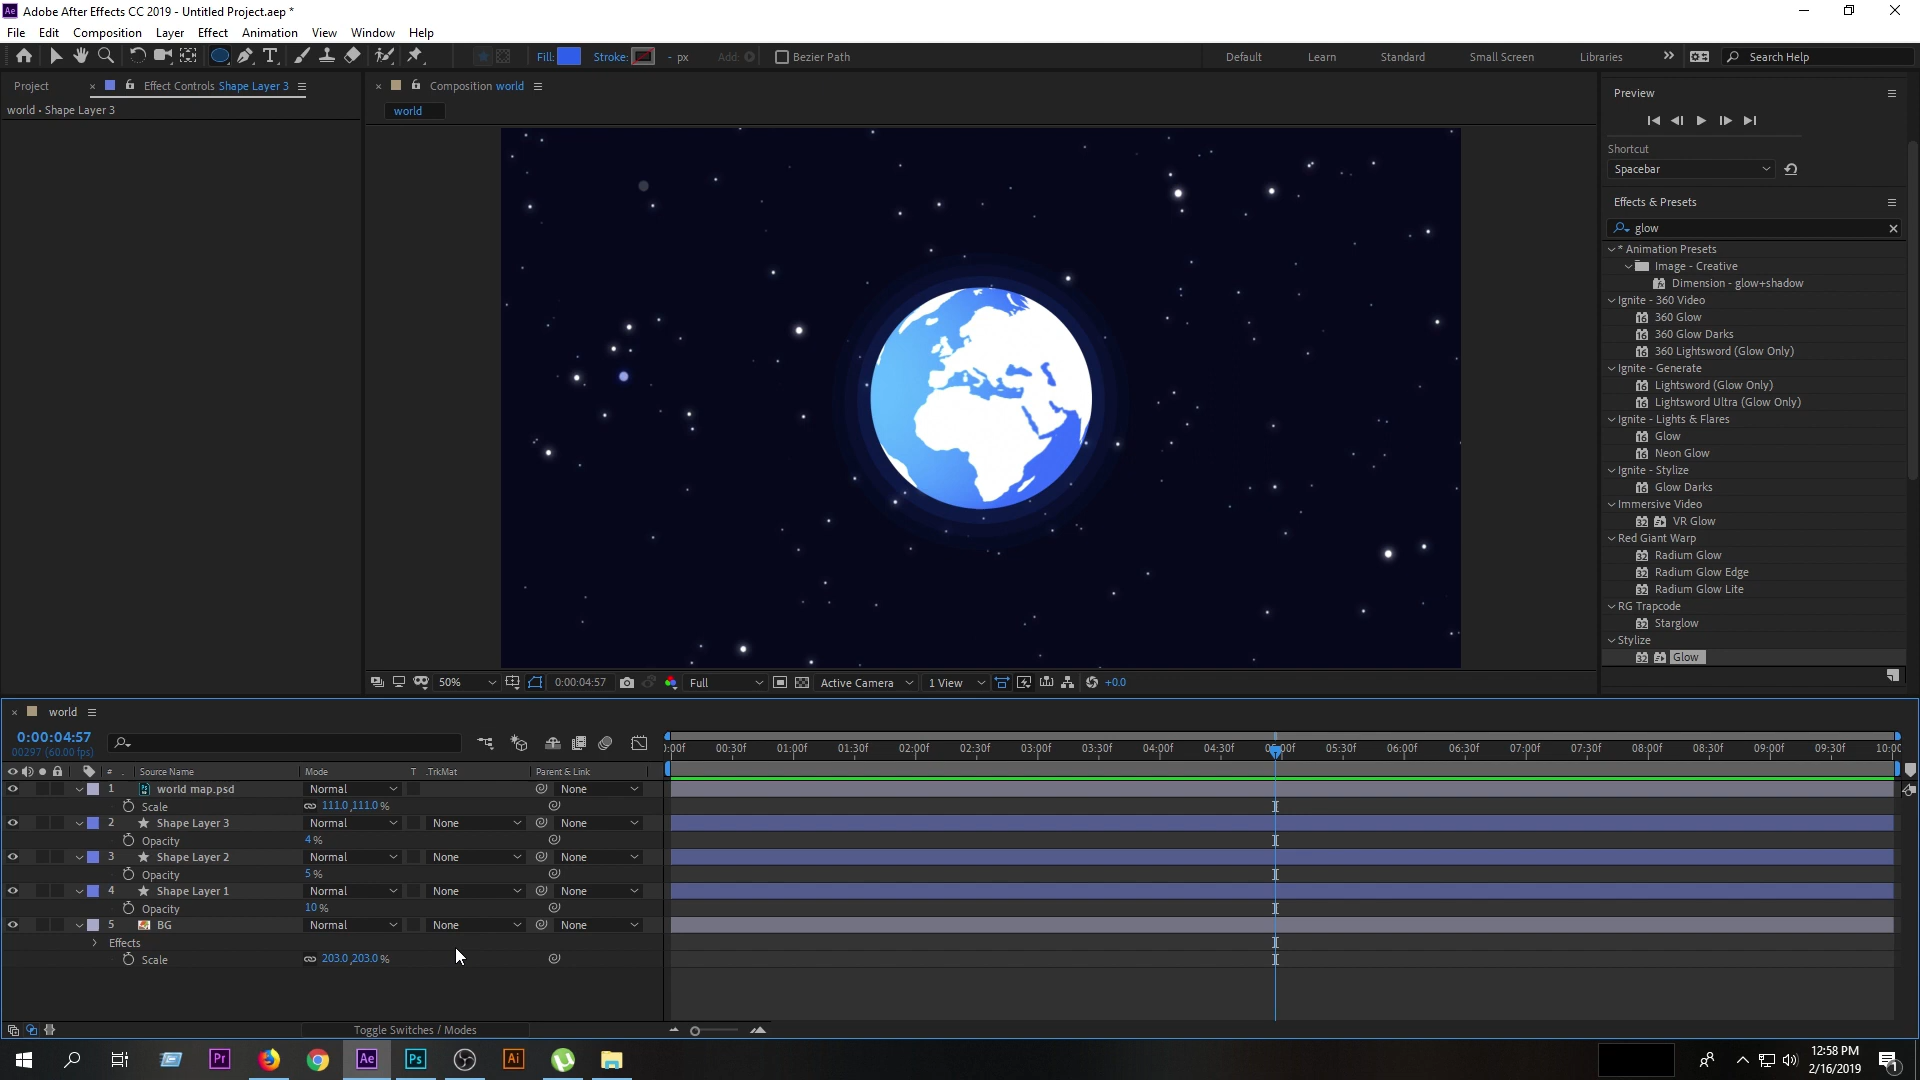 Adobe After Effects CC 2019 - Untitled Project.aep *
File Edit Composition Layer Effect Animation View Window Help
Fill: Stroke: - px Add: Bezier Path Default Learn Standard Small Screen Libraries » Search Help
Project × Effect Controls Shape Layer 3
× Composition world
world • Shape Layer 3
world
Preview
Shortcut
Spacebar
Effects & Presets
glow
* Animation Presets
Image - Creative
Dimension - glow+shadow
Ignite - 360 Video
360 Glow
360 Glow Darks
360 Lightsword (Glow Only)
Ignite - Generate
Lightsword (Glow Only)
Lightsword Ultra (Glow Only)
Ignite - Lights & Flares
Glow
Neon Glow
Ignite - Stylize
Glow Darks
Immersive Video
VR Glow
Red Giant Warp
Radium Glow
Radium Glow Edge
Radium Glow Lite
RG Trapcode
Starglow
Stylize
Glow
50% 0:00:04:57 Full Active Camera 1 View +0.0
× world
0:00:04:57
00297 (60.00 fps)
):00f 00:30f 01:00f 01:30f 02:00f 02:30f 03:00f 03:30f 04:00f 04:30f 05:00f 05:30f 06:00f 06:30f 07:00f 07:30f 08:00f 08:30f 09:00f 09:30f 10:00
# . Source Name Mode T .TrkMat Parent & Link
1 world map.psd Normal None
Scale 111.0,111.0 %
2 Shape Layer 3 Normal None None
Opacity 4 %
3 Shape Layer 2 Normal None None
Opacity 5 %
4 Shape Layer 1 Normal None None
Opacity 10 %
5 BG Normal None None
Effects
Scale 203.0,203.0 %
Toggle Switches / Modes
Pr Ae Ps Ai
12:58 PM
2/16/2019
1